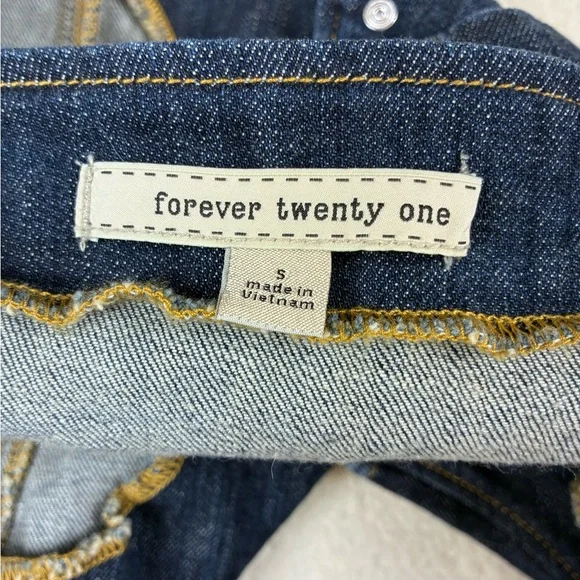 forever twenty one
S
made in
Vietnam